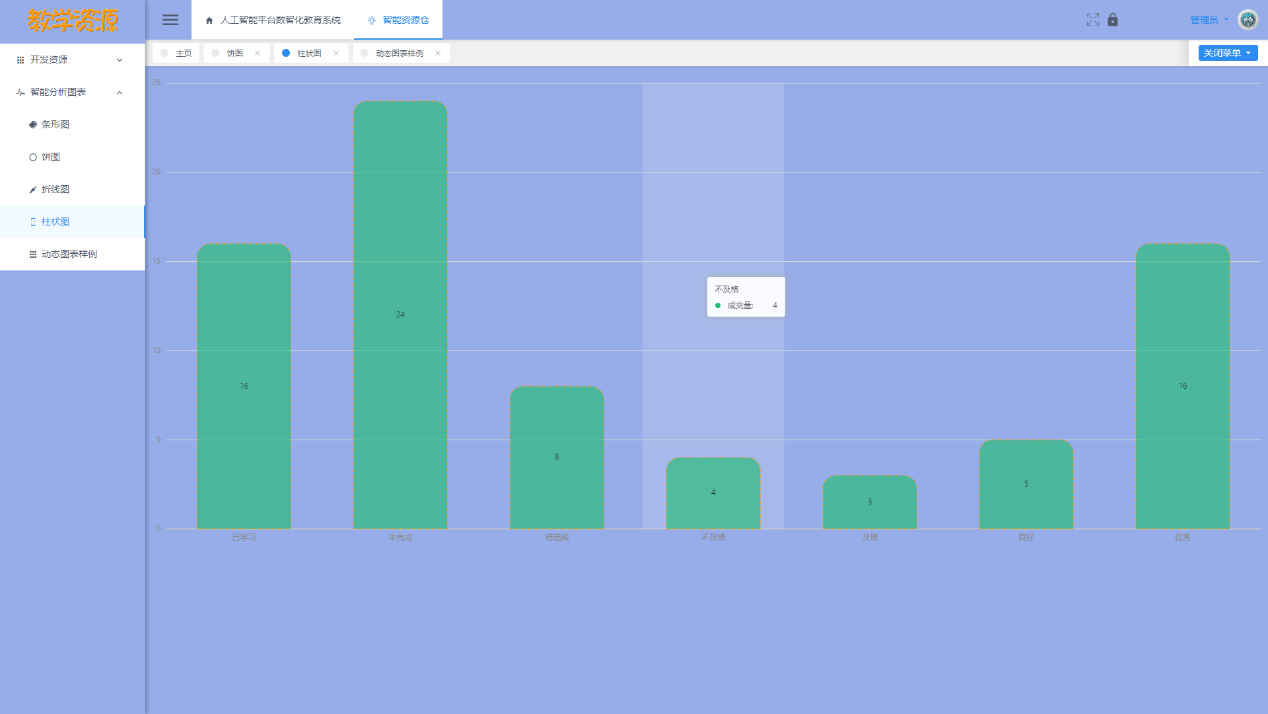 教学资源
人工智能平台数智化教育系统
智能资源仓
管理员
主页
饼图
柱状图
动态图表样例
关闭菜单
开发资源
智能分析图表
条形图
饼图
折线图
柱状图
动态图表样例
25
20
15
10
5
0
16
24
8
4
3
5
16
不及格
成交量:
4
已学习
未完成
待归类
不及格
及格
良好
优秀